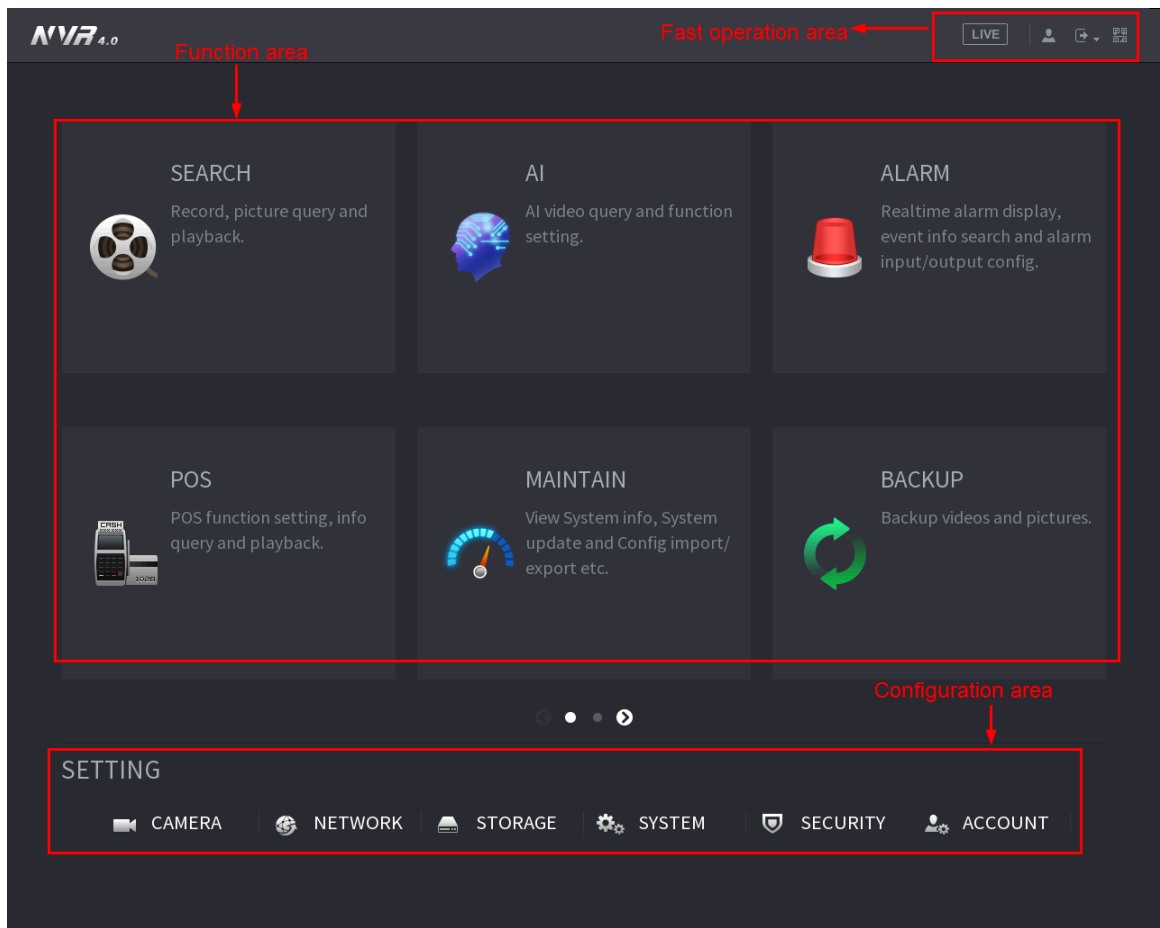 NVR 4.0
Fast operation area
LIVE
Function area
SEARCH
Record, picture query and
playback.
AI
AI video query and function
setting.
ALARM
Realtime alarm display,
event info search and alarm
input/output config.
POS
POS function setting, info
query and playback.
CASH
MAINTAIN
View System info, System
update and Config import/
export etc.
BACKUP
Backup videos and pictures.
Configuration area
SETTING
CAMERA
NETWORK
STORAGE
SYSTEM
SECURITY
ACCOUNT